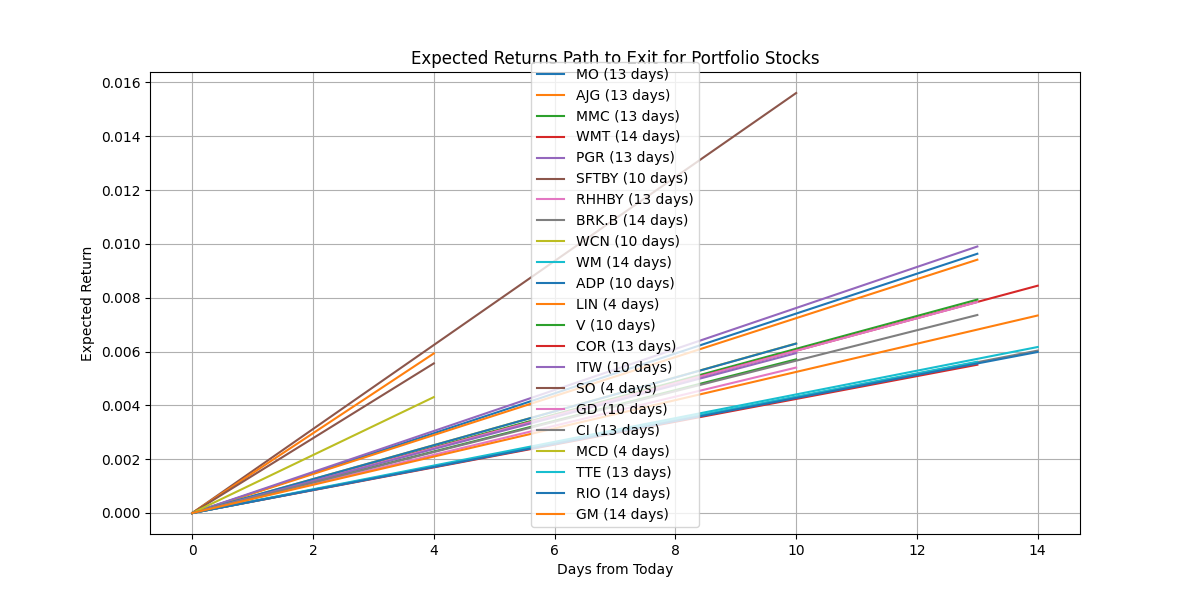 Expected Returns Path to Exit for Portfolio Stocks
0.016
0.014
0.012
0.010
0.008
0.006
0.004
0.002
0.000
Expected Return
MO (13 days)
AJG (13 days)
MMC (13 days)
WMT (14 days)
PGR (13 days)
SFTBY (10 days)
RHHBY (13 days)
BRK.B (14 days)
WCN (10 days)
WM (14 days)
ADP (10 days)
LIN (4 days)
V (10 days)
COR (13 days)
ITW (10 days)
SO (4 days)
GD (10 days)
CI (13 days)
MCD (4 days)
TTE (13 days)
RIO (14 days)
GM (14 days)
0 2 4 6 8 10 12 14
Days from Today